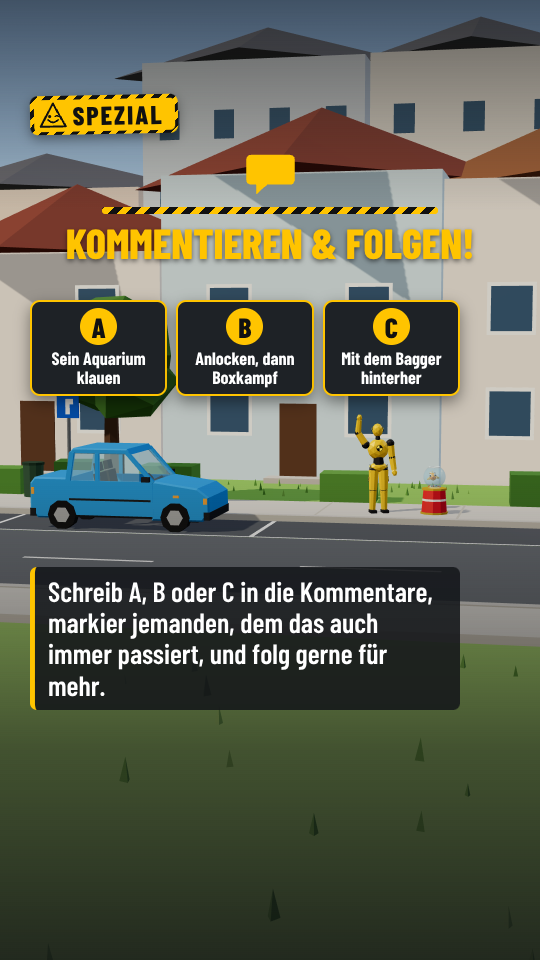 SPEZIAL
KOMMENTIEREN & FOLGEN!
A
Sein Aquarium
klauen
B
Anlocken, dann
Boxkampf
C
Mit dem Bagger
hinterher
Schreib A, B oder C in die Kommentare,
markier jemanden, dem das auch
immer passiert, und folg gerne für
mehr.